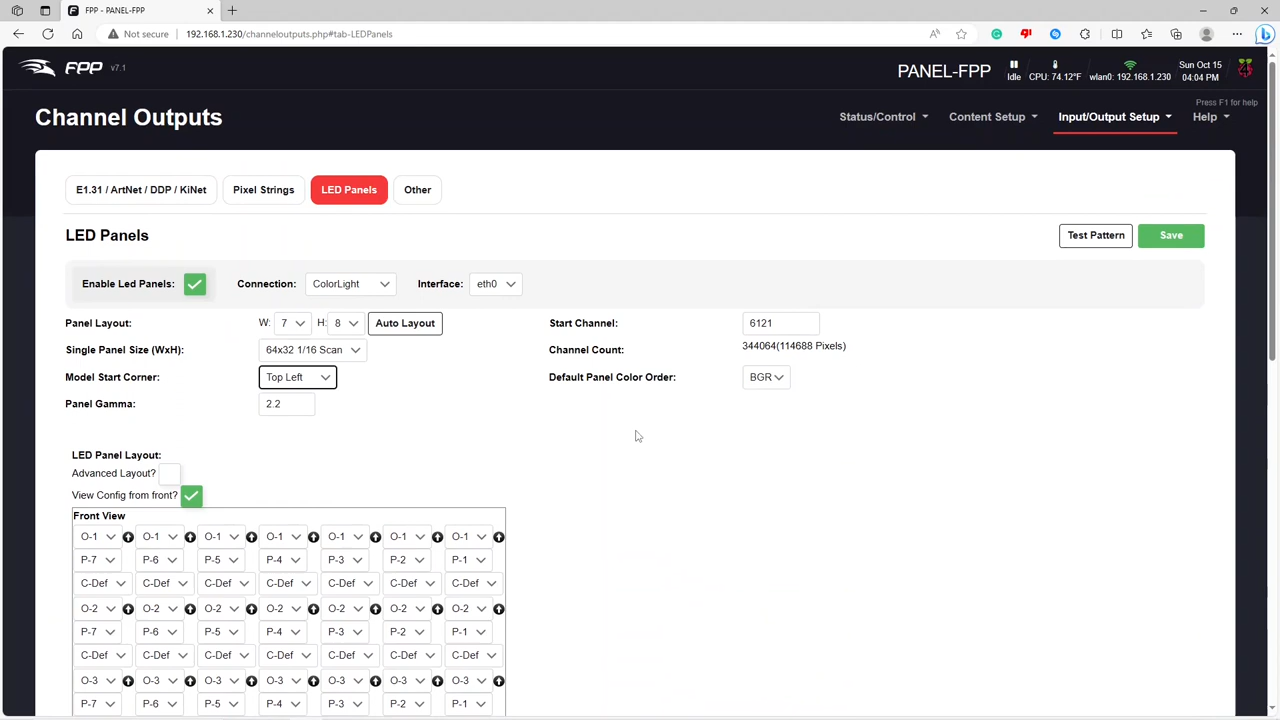 FPP - PANEL-FPP
Not secure 192.168.1.230/channeloutputs.php#tab-LEDPanels
FPP v7.1
PANEL-FPP
Idle CPU: 74.12°F wlan0: 192.168.1.230
Sun Oct 15
04:04 PM
Press F1 for help
Channel Outputs
Status/Control Content Setup Input/Output Setup Help
E1.31 / ArtNet / DDP / KiNet Pixel Strings LED Panels Other
LED Panels Test Pattern Save
Enable Led Panels: Connection: ColorLight Interface: eth0
Panel Layout: W: 7 H: 8 Auto Layout Start Channel: 6121
Single Panel Size (WxH): 64x32 1/16 Scan Channel Count: 344064(114688 Pixels)
Model Start Corner: Top Left Default Panel Color Order: BGR
Panel Gamma: 2.2
LED Panel Layout:
Advanced Layout?
View Config from front?
Front View
O-1 O-1 O-1 O-1 O-1 O-1 O-1
P-7 P-6 P-5 P-4 P-3 P-2 P-1
C-Def C-Def C-Def C-Def C-Def C-Def C-Def
O-2 O-2 O-2 O-2 O-2 O-2 O-2
P-7 P-6 P-5 P-4 P-3 P-2 P-1
C-Def C-Def C-Def C-Def C-Def C-Def C-Def
O-3 O-3 O-3 O-3 O-3 O-3 O-3
P-7 P-6 P-5 P-4 P-3 P-2 P-1